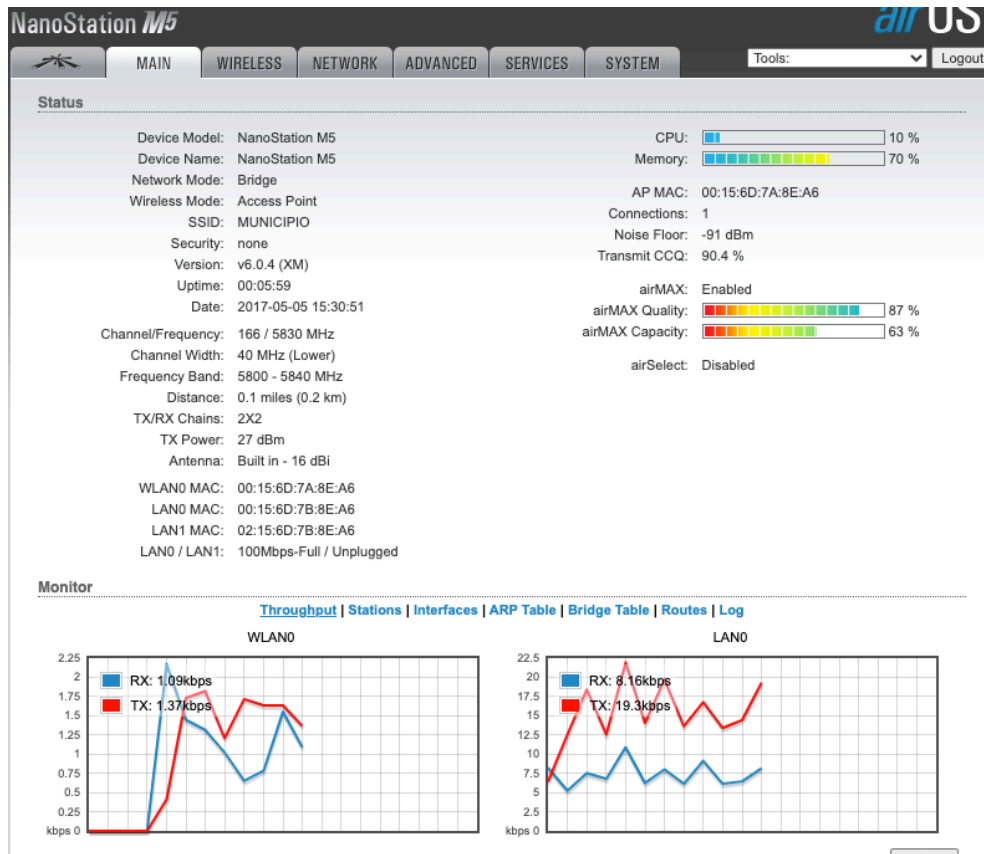 NanoStation M5
air OS
MAIN WIRELESS NETWORK ADVANCED SERVICES SYSTEM Tools: Logout
Status
Device Model: NanoStation M5
Device Name: NanoStation M5
Network Mode: Bridge
Wireless Mode: Access Point
SSID: MUNICIPIO
Security: none
Version: v6.0.4 (XM)
Uptime: 00:05:59
Date: 2017-05-05 15:30:51
Channel/Frequency: 166 / 5830 MHz
Channel Width: 40 MHz (Lower)
Frequency Band: 5800 - 5840 MHz
Distance: 0.1 miles (0.2 km)
TX/RX Chains: 2X2
TX Power: 27 dBm
Antenna: Built in - 16 dBi
WLAN0 MAC: 00:15:6D:7A:8E:A6
LAN0 MAC: 00:15:6D:7B:8E:A6
LAN1 MAC: 02:15:6D:7B:8E:A6
LAN0 / LAN1: 100Mbps-Full / Unplugged
CPU: 10 %
Memory: 70 %
AP MAC: 00:15:6D:7A:8E:A6
Connections: 1
Noise Floor: -91 dBm
Transmit CCQ: 90.4 %
airMAX: Enabled
airMAX Quality: 87 %
airMAX Capacity: 63 %
airSelect: Disabled
Monitor
Throughput | Stations | Interfaces | ARP Table | Bridge Table | Routes | Log
WLAN0
2.25
2
1.75
1.5
1.25
1
0.75
0.5
0.25
kbps 0
RX: 1.09kbps
TX: 1.37kbps
LAN0
22.5
20
17.5
15
12.5
10
7.5
5
2.5
kbps 0
RX: 8.16kbps
TX: 19.3kbps